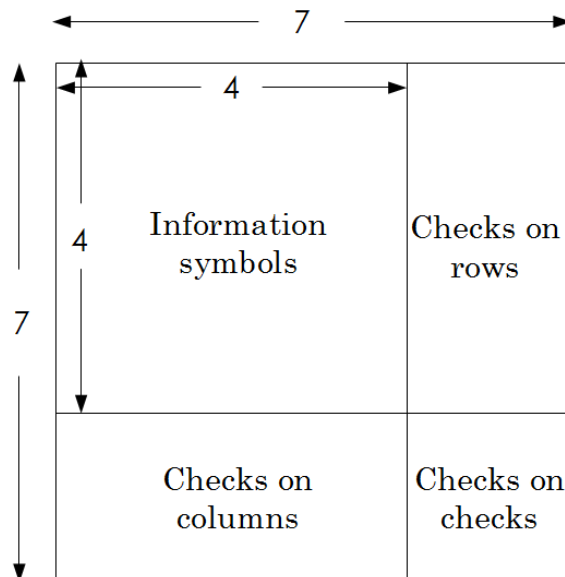 7
4
Information
symbols
Checks on
rows
4
7
Checks on
columns
Checks on
checks